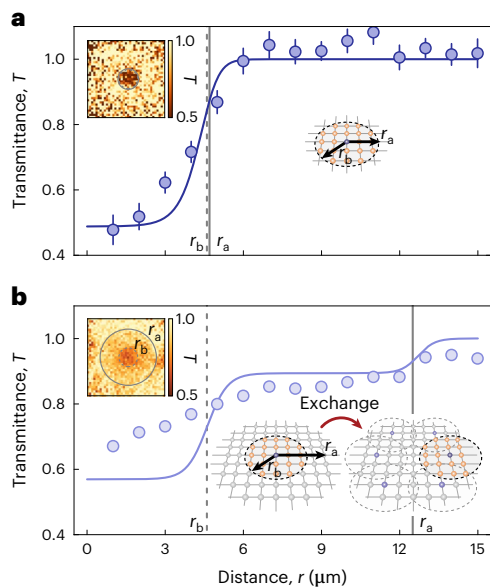 a
Transmittance, T
1.0
0.8
0.6
0.4
1.0
T
0.5
r_a
r_b
r_b
r_a
b
Transmittance, T
1.0
0.8
0.6
0.4
r_a
r_b
1.0
T
0.5
Exchange
r_a
r_b
r_b
r_a
0 3 6 9 12 15
Distance, r (μm)